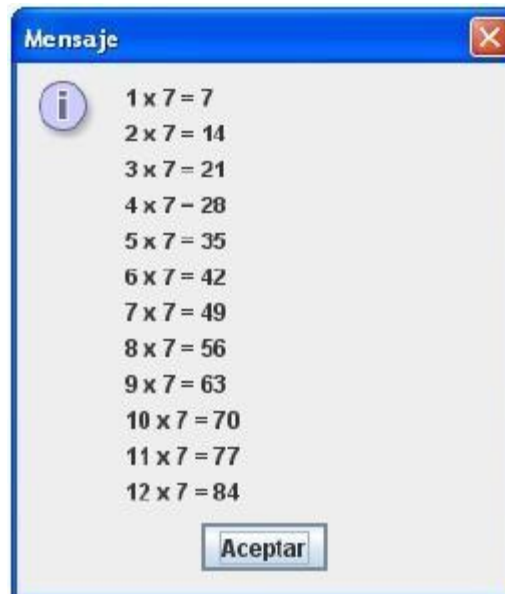 Mensaje
1 x 7 = 7
2 x 7 = 14
3 x 7 = 21
4 x 7 = 28
5 x 7 = 35
6 x 7 = 42
7 x 7 = 49
8 x 7 = 56
9 x 7 = 63
10 x 7 = 70
11 x 7 = 77
12 x 7 = 84
Aceptar